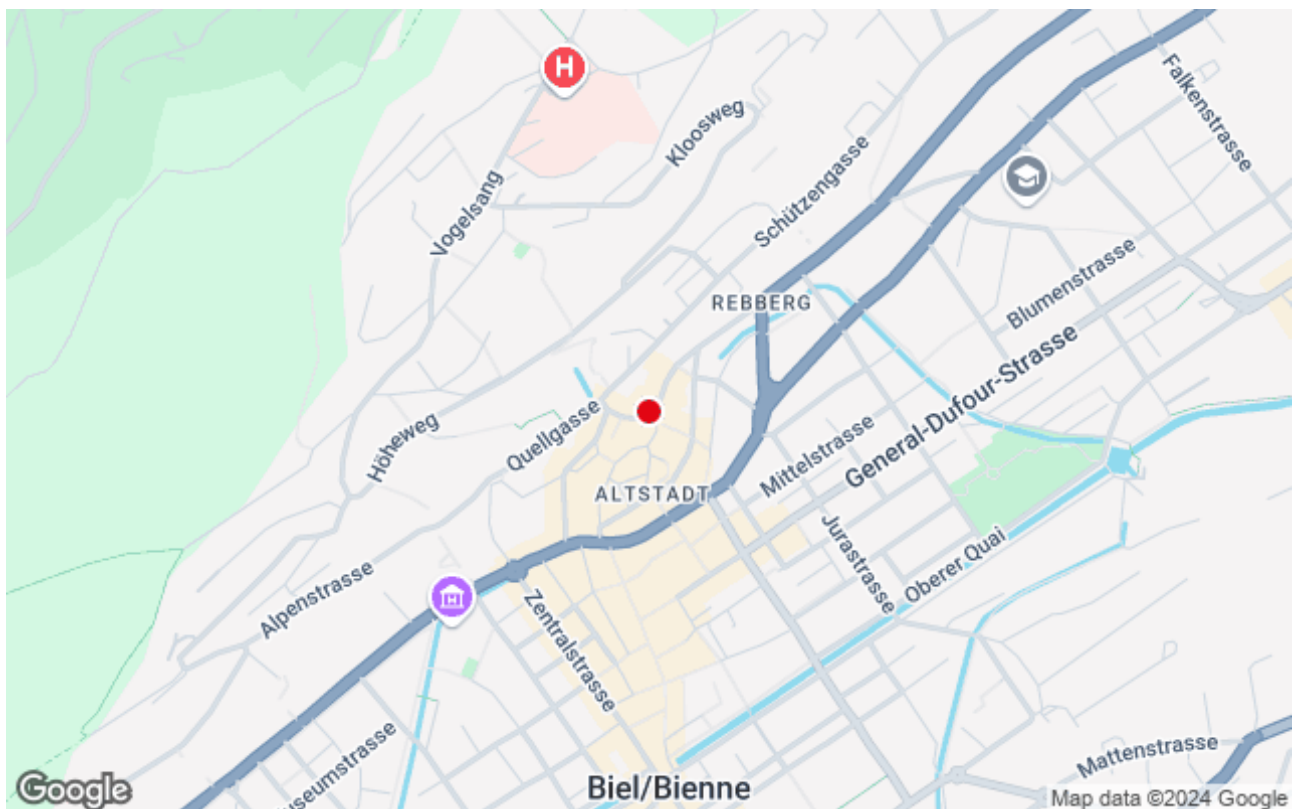 H
Falkenstrasse
Kloosweg
Schützengasse
Vogelsang
REBBERG
Blumenstrasse
General-Dufour-Strasse
Höheweg
Quellgasse
Mittelstrasse
ALTSTADT
Jurastrasse
Oberer Quai
Alpenstrasse
H
Zentralstrasse
useumstrasse
Mattenstrasse
Biel/Bienne
Google
Map data ©2024 Google